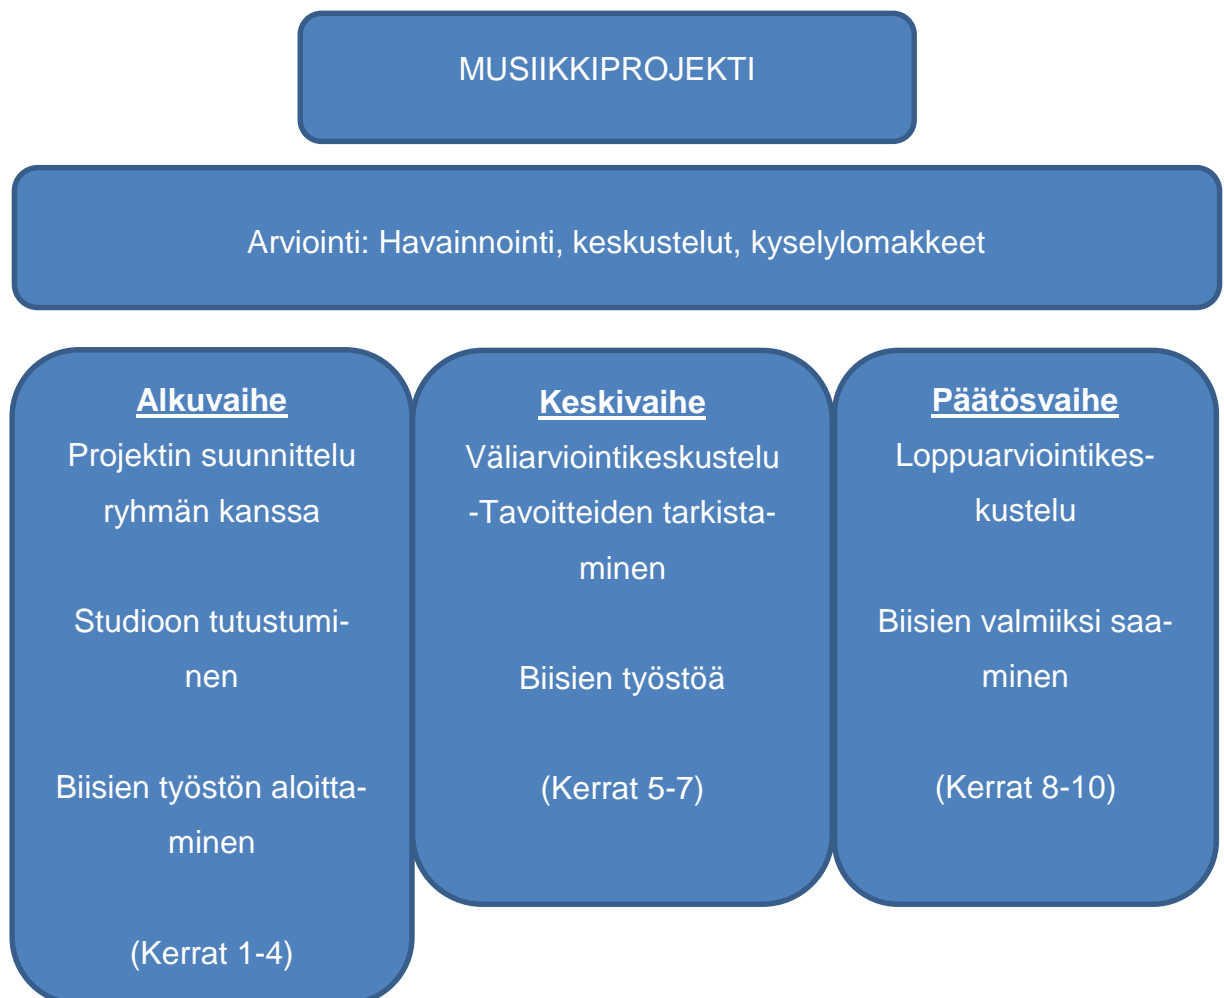 MUSIIKKIPROJEKTI
Arviointi: Havainnointi, keskustelut, kyselylomakkeet
Alkuvaihe
Projektin suunnittelu
ryhmän kanssa
Studioon tutustumi-
nen
Biisien työstön aloitta-
minen
(Kerrat 1-4)
Keskivaihe
Väliarviointikeskustelu
-Tavoitteiden tarkista-
minen
Biisien työstöä
(Kerrat 5-7)
Päätösvaihe
Loppuarviointikes-
kustelu
Biisien valmiiksi saa-
minen
(Kerrat 8-10)